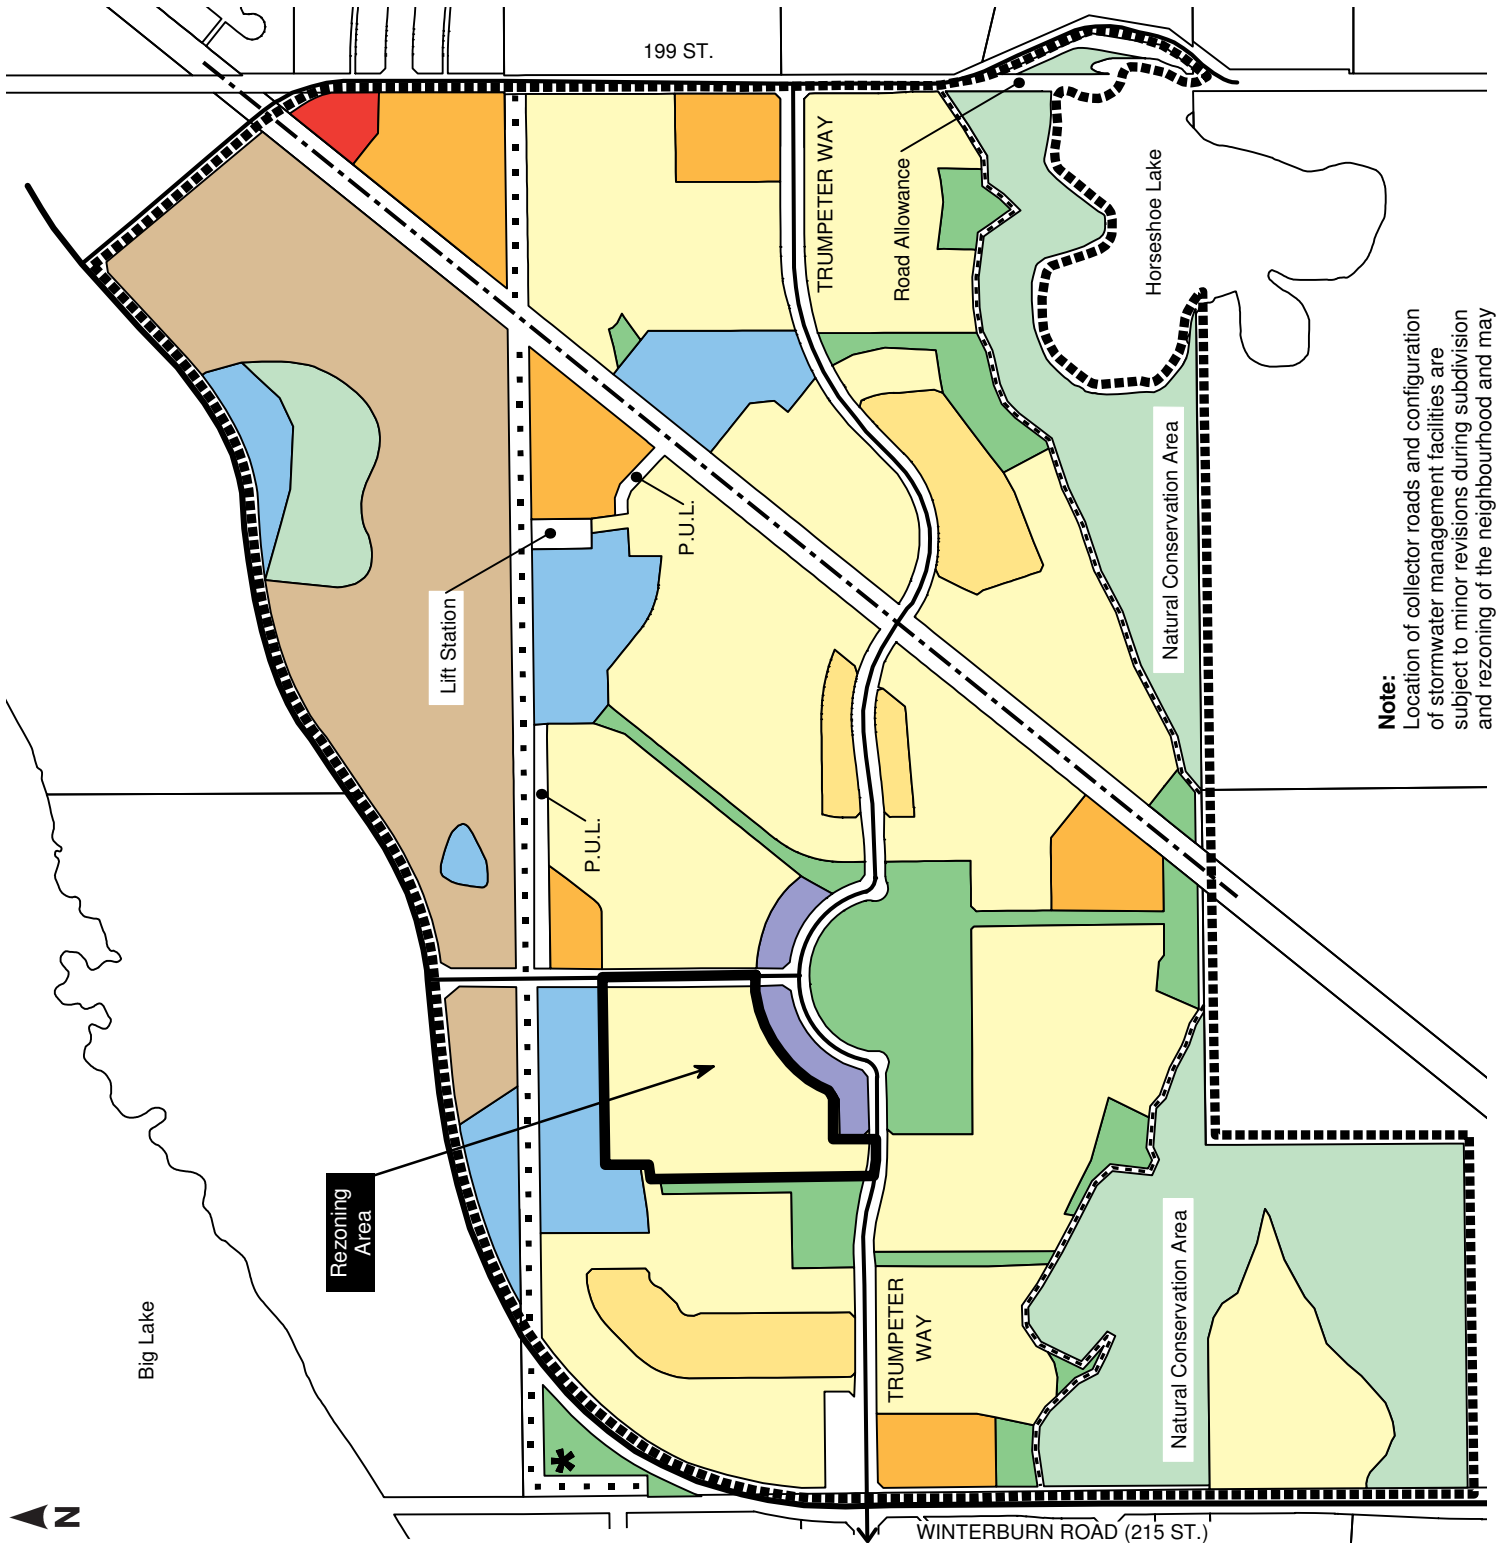 199 ST.
TRUMPETER WAY
Road Allowance
Horseshoe Lake
Natural Conservation Area
P.U.L.
Lift Station
P.U.L.
Rezoning
Area
Big Lake
TRUMPETER
WAY
Natural Conservation Area
WINTERBURN ROAD (215 ST.)
N
*
Note:
Location of collector roads and configuration
of stormwater management facilities are
subject to minor revisions during subdivision
and rezoning of the neighbourhood and may